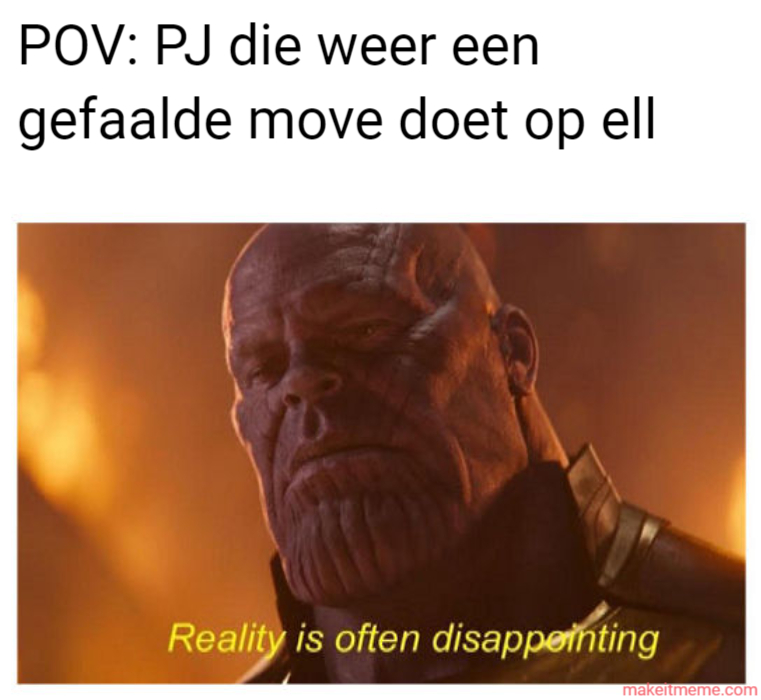 POV: PJ die weer een
gefaalde move doet op ell
Reality is often disappointing
makeitmeme.com